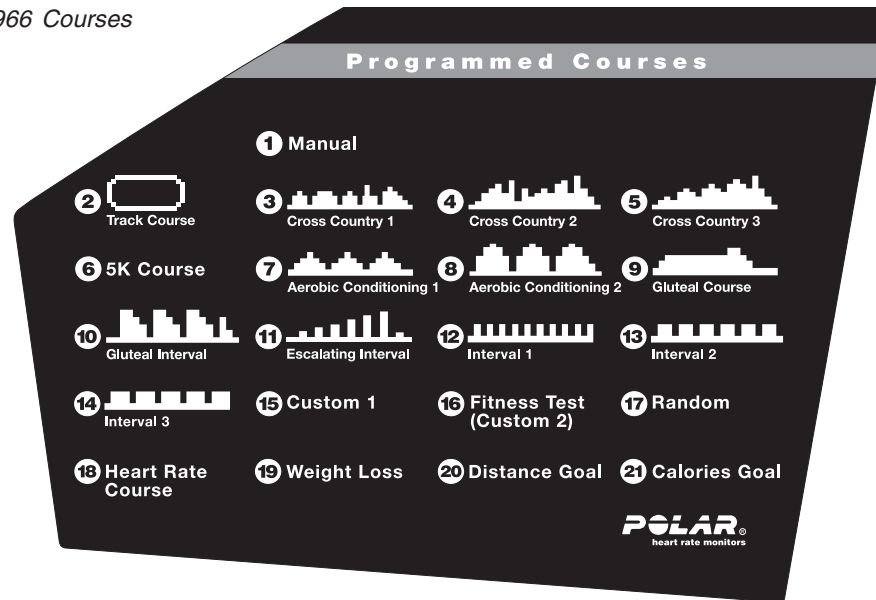 966 Courses
Programmed Courses
1 Manual
2 Track Course
3 Cross Country 1
4 Cross Country 2
5 Cross Country 3
6 5K Course
7 Aerobic Conditioning 1
8 Aerobic Conditioning 2
9 Gluteal Course
10 Gluteal Interval
11 Escalating Interval
12 Interval 1
13 Interval 2
14 Interval 3
15 Custom 1
16 Fitness Test
(Custom 2)
17 Random
18 Heart Rate
Course
19 Weight Loss
20 Distance Goal
21 Calories Goal
POLAR®
heart rate monitors